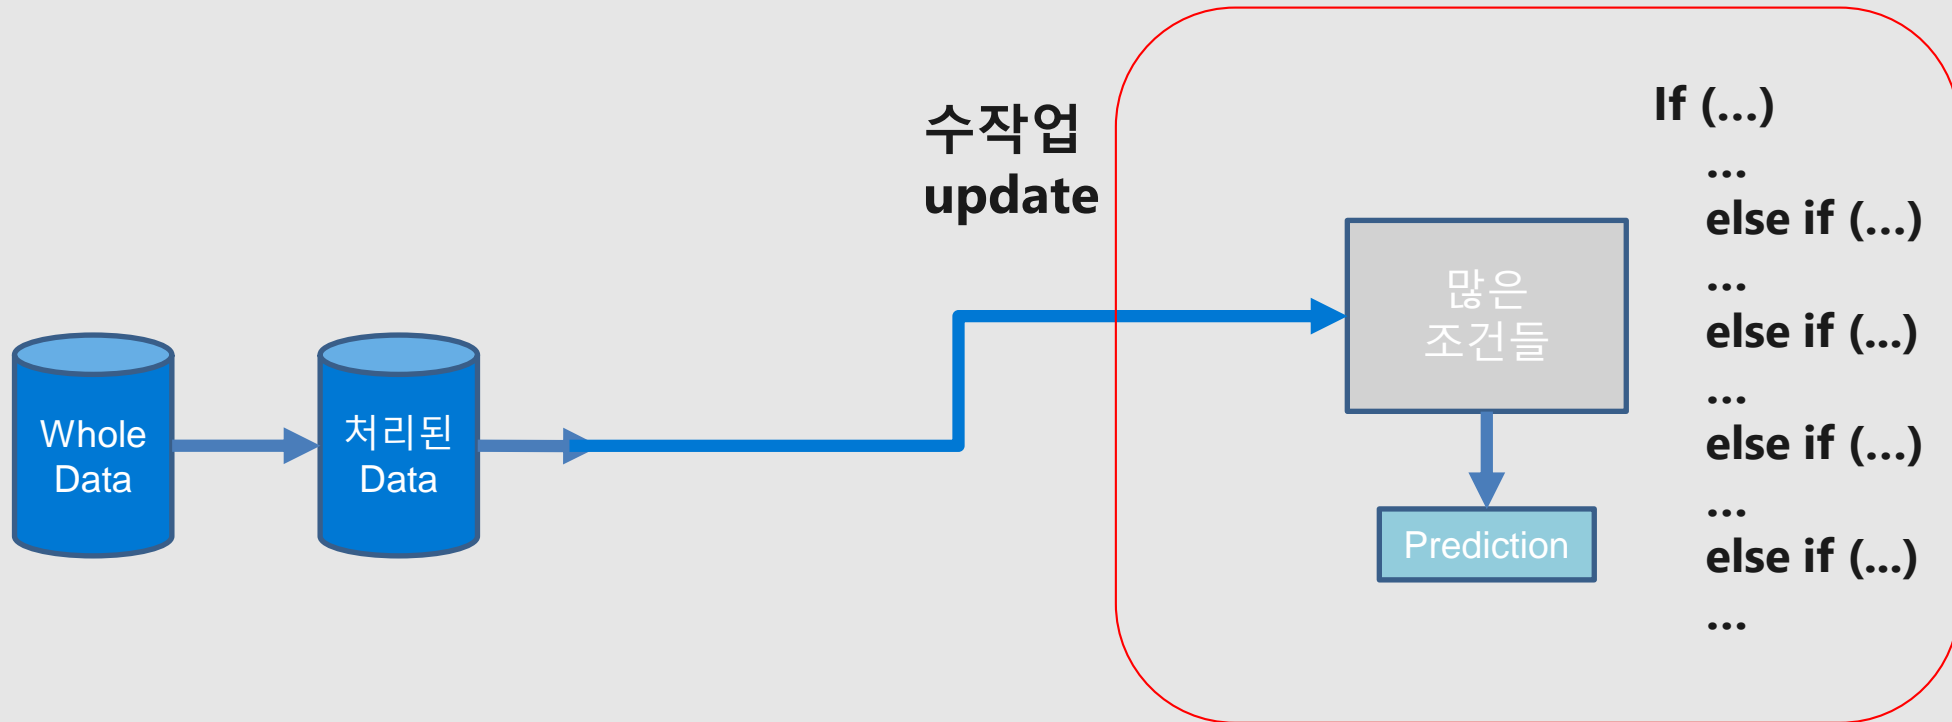 Whole
Data
처리된
Data
수작업
update
많은
조건들
Prediction
If (...)
...
else if (...)
...
else if (...)
...
else if (...)
...
else if (...)
...